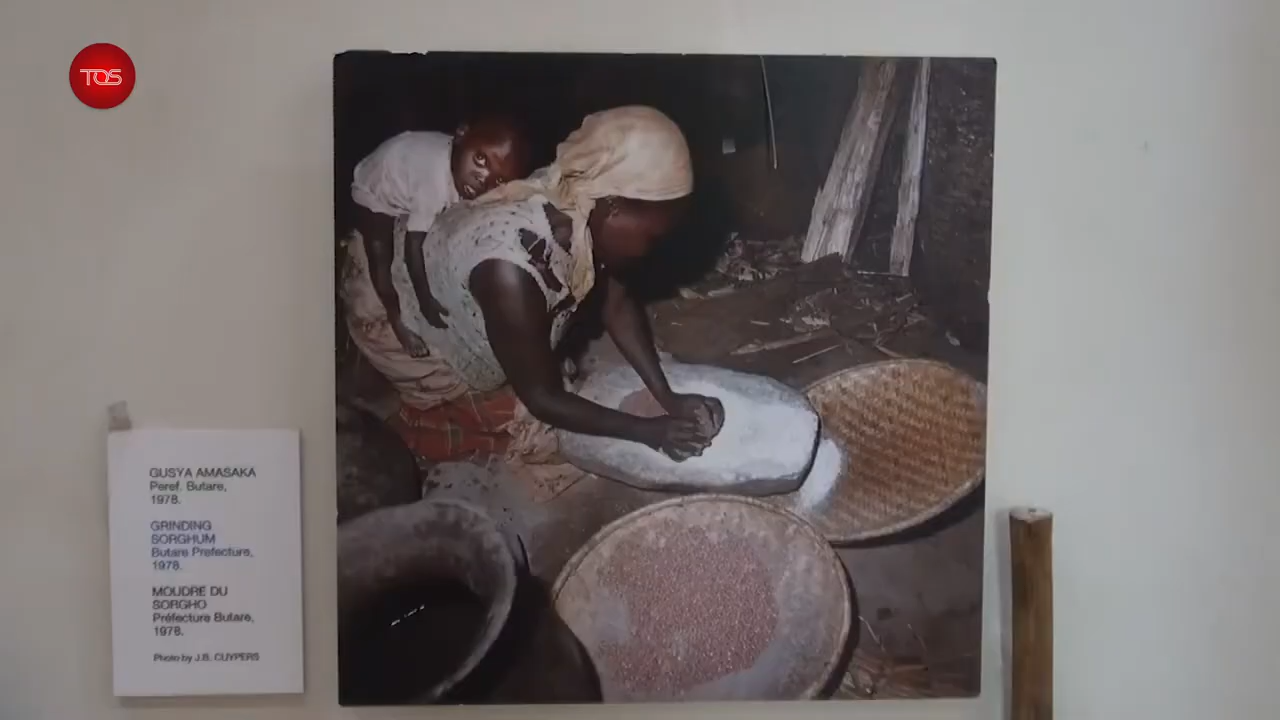 TOS
GUSYA AMASAKA
Peref. Butare,
1978.
GRINDING
SORGHUM
Butare Prefecture,
1978.
MOUDRE DU
SORGHO
Préfecture Butare,
1978.
Photo by J.B. CUYPERS